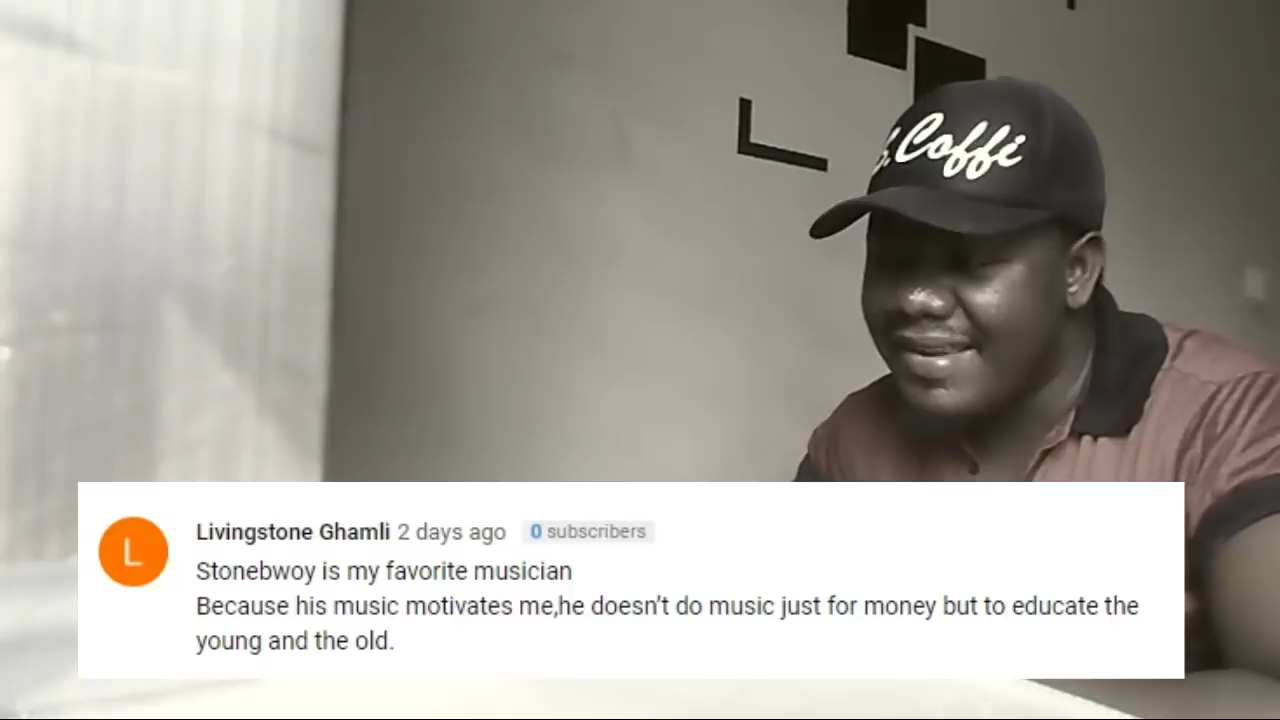 Coffi
Livingstone Ghamli 2 days ago 0 subscribers
Stonebwoy is my favorite musician
Because his music motivates me,he doesn’t do music just for money but to educate the
young and the old.
L